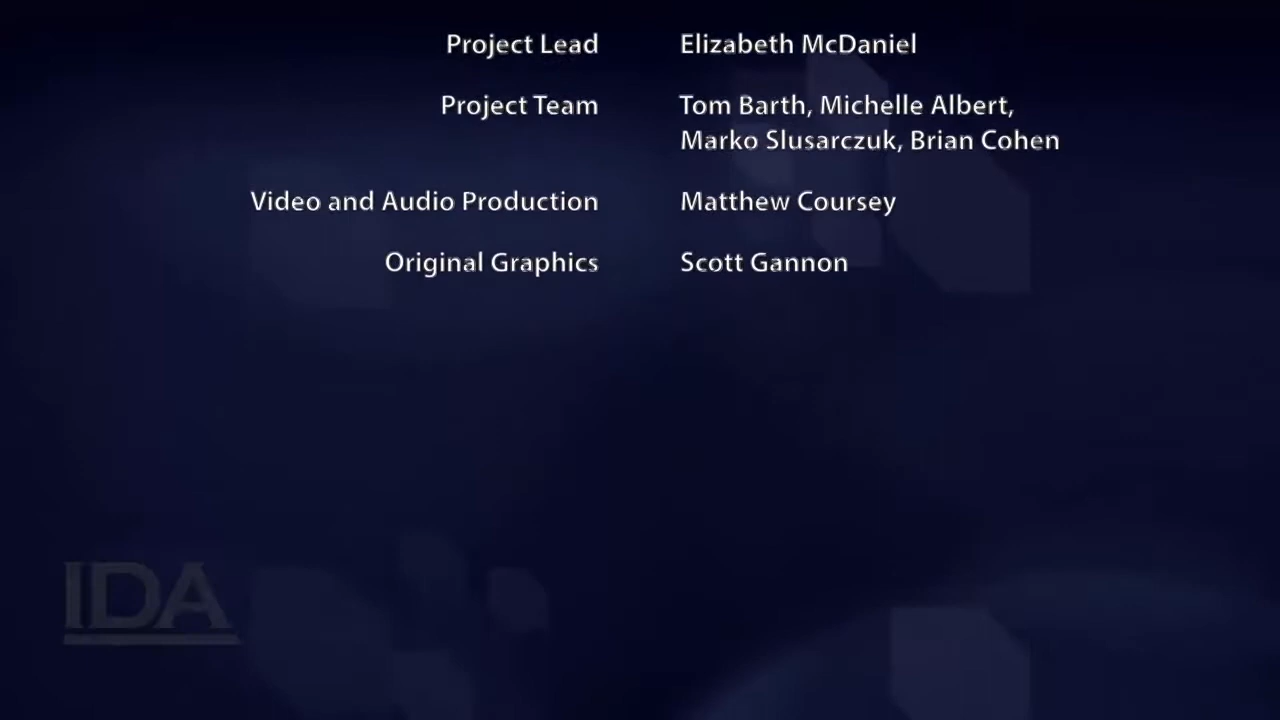 Project Lead Elizabeth McDaniel
Project Team Tom Barth, Michelle Albert,
Marko Slusarczuk, Brian Cohen
Video and Audio Production Matthew Coursey
Original Graphics Scott Gannon
IDA